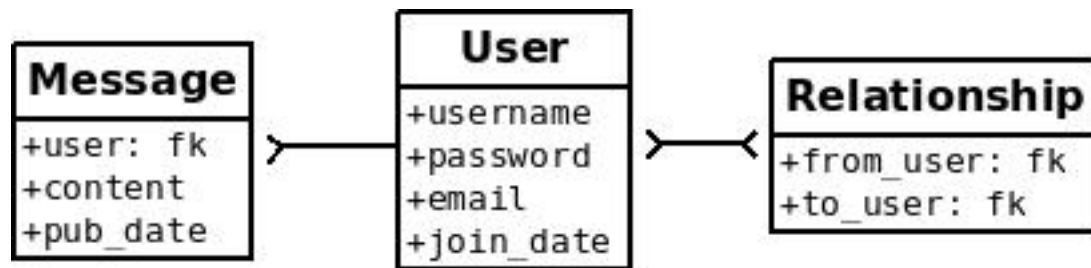 Message
+user: fk
+content
+pub_date
User
+username
+password
+email
+join_date
Relationship
+from_user: fk
+to_user: fk